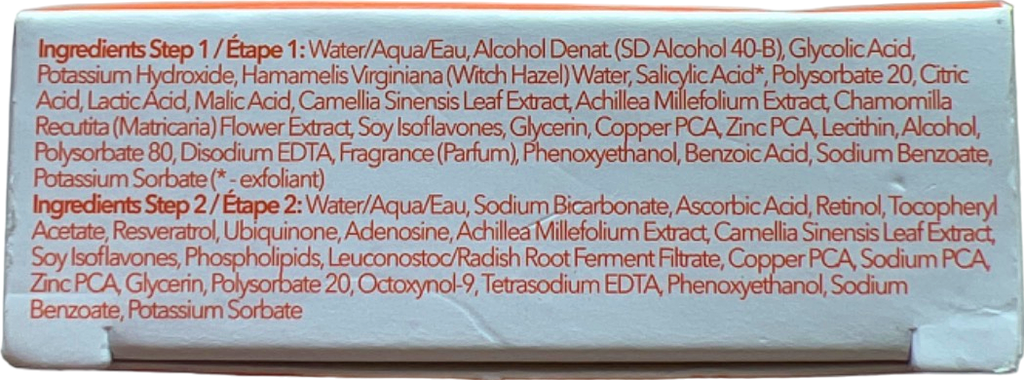 Ingredients Step 1 / Étape 1: Water/Aqua/Eau, Alcohol Denat. (SD Alcohol 40-B), Glycolic Acid,
Potassium Hydroxide, Hamamelis Virginiana (Witch Hazel) Water, Salicylic Acid*, Polysorbate 20, Citric
Acid, Lactic Acid, Malic Acid, Camellia Sinensis Leaf Extract, Achillea Millefolium Extract, Chamomilla
Recutita (Matricaria) Flower Extract, Soy Isoflavones, Glycerin, Copper PCA, Zinc PCA, Lecithin, Alcohol,
Polysorbate 80, Disodium EDTA, Fragrance (Parfum), Phenoxyethanol, Benzoic Acid, Sodium Benzoate,
Potassium Sorbate (* - exfoliant)
Ingredients Step 2 / Étape 2: Water/Aqua/Eau, Sodium Bicarbonate, Ascorbic Acid, Retinol, Tocopheryl
Acetate, Resveratrol, Ubiquinone, Adenosine, Achillea Millefolium Extract, Camellia Sinensis Leaf Extract,
Soy Isoflavones, Phospholipids, Leuconostoc/Radish Root Ferment Filtrate, Copper PCA, Sodium PCA,
Zinc PCA, Glycerin, Polysorbate 20, Octoxynol-9, Tetrasodium EDTA, Phenoxyethanol, Sodium
Benzoate, Potassium Sorbate